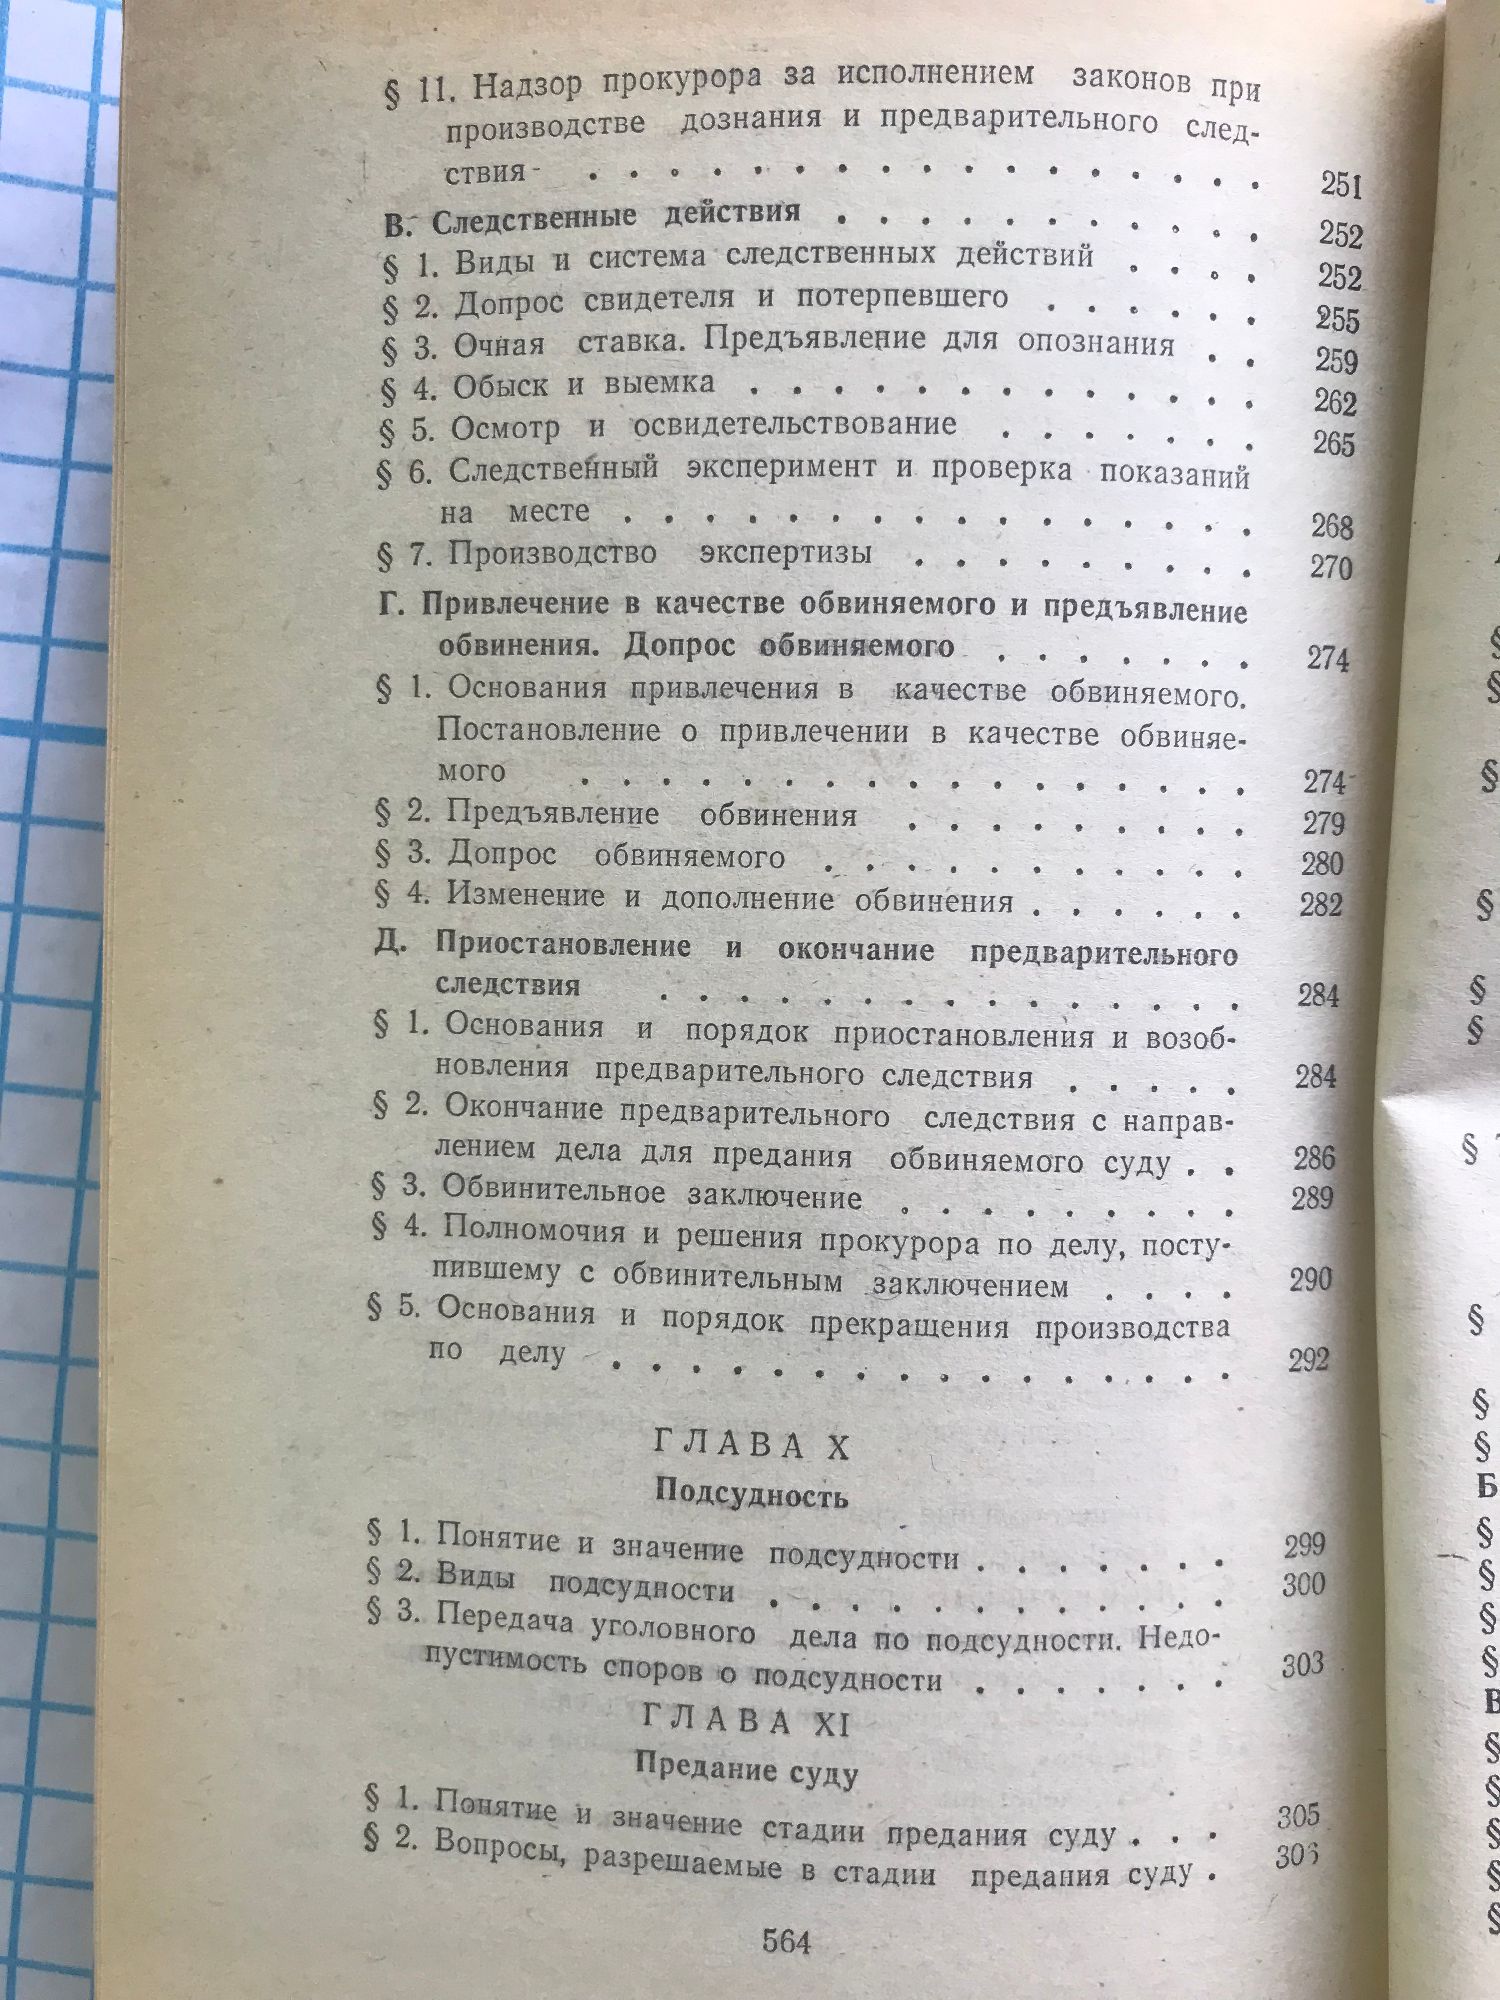 § 11. Надзор прокурора за исполнением законов при
производстве дознания и предварительного след-
ствия . . . . . . . . . . . . . . . . . 251
В. Следственные действия . . . . . . . . . . . 252
§ 1. Виды и система следственных действий . . . . 252
§ 2. Допрос свидетеля и потерпевшего . . . . . . 255
§ 3. Очная ставка. Предъявление для опознания . . 259
§ 4. Обыск и выемка . . . . . . . . . . . . . 262
§ 5. Осмотр и освидетельствование . . . . . . . 265
§ 6. Следственный эксперимент и проверка показаний
на месте . . . . . . . . . . . . . . . . 268
§ 7. Производство экспертизы . . . . . . . . . 270
Г. Привлечение в качестве обвиняемого и предъявление
обвинения. Допрос обвиняемого . . . . . . . 274
§ 1. Основания привлечения в качестве обвиняемого.
Постановление о привлечении в качестве обвиняе-
мого . . . . . . . . . . . . . . . . . 274
§ 2. Предъявление обвинения . . . . . . . . . 279
§ 3. Допрос обвиняемого . . . . . . . . . . . 280
§ 4. Изменение и дополнение обвинения . . . . . . 282
Д. Приостановление и окончание предварительного
следствия . . . . . . . . . . . . . . . 284
§ 1. Основания и порядок приостановления и возоб-
новления предварительного следствия . . . . . 284
§ 2. Окончание предварительного следствия с направ-
лением дела для предания обвиняемого суду . . 286
§ 3. Обвинительное заключение . . . . . . . . . 289
§ 4. Полномочия и решения прокурора по делу, посту-
пившему с обвинительным заключением . . . . 290
§ 5. Основания и порядок прекращения производства
по делу . . . . . . . . . . . . . . . . 292
ГЛАВА X
Подсудность
§ 1. Понятие и значение подсудности . . . . . . . 299
§ 2. Виды подсудности . . . . . . . . . . . . 300
§ 3. Передача уголовного дела по подсудности. Недо-
пустимость споров о подсудности . . . . . . . 303
ГЛАВА XI
Предание суду
§ 1. Понятие и значение стадии предания суду . . . 305
§ 2. Вопросы, разрешаемые в стадии предания суду .
564